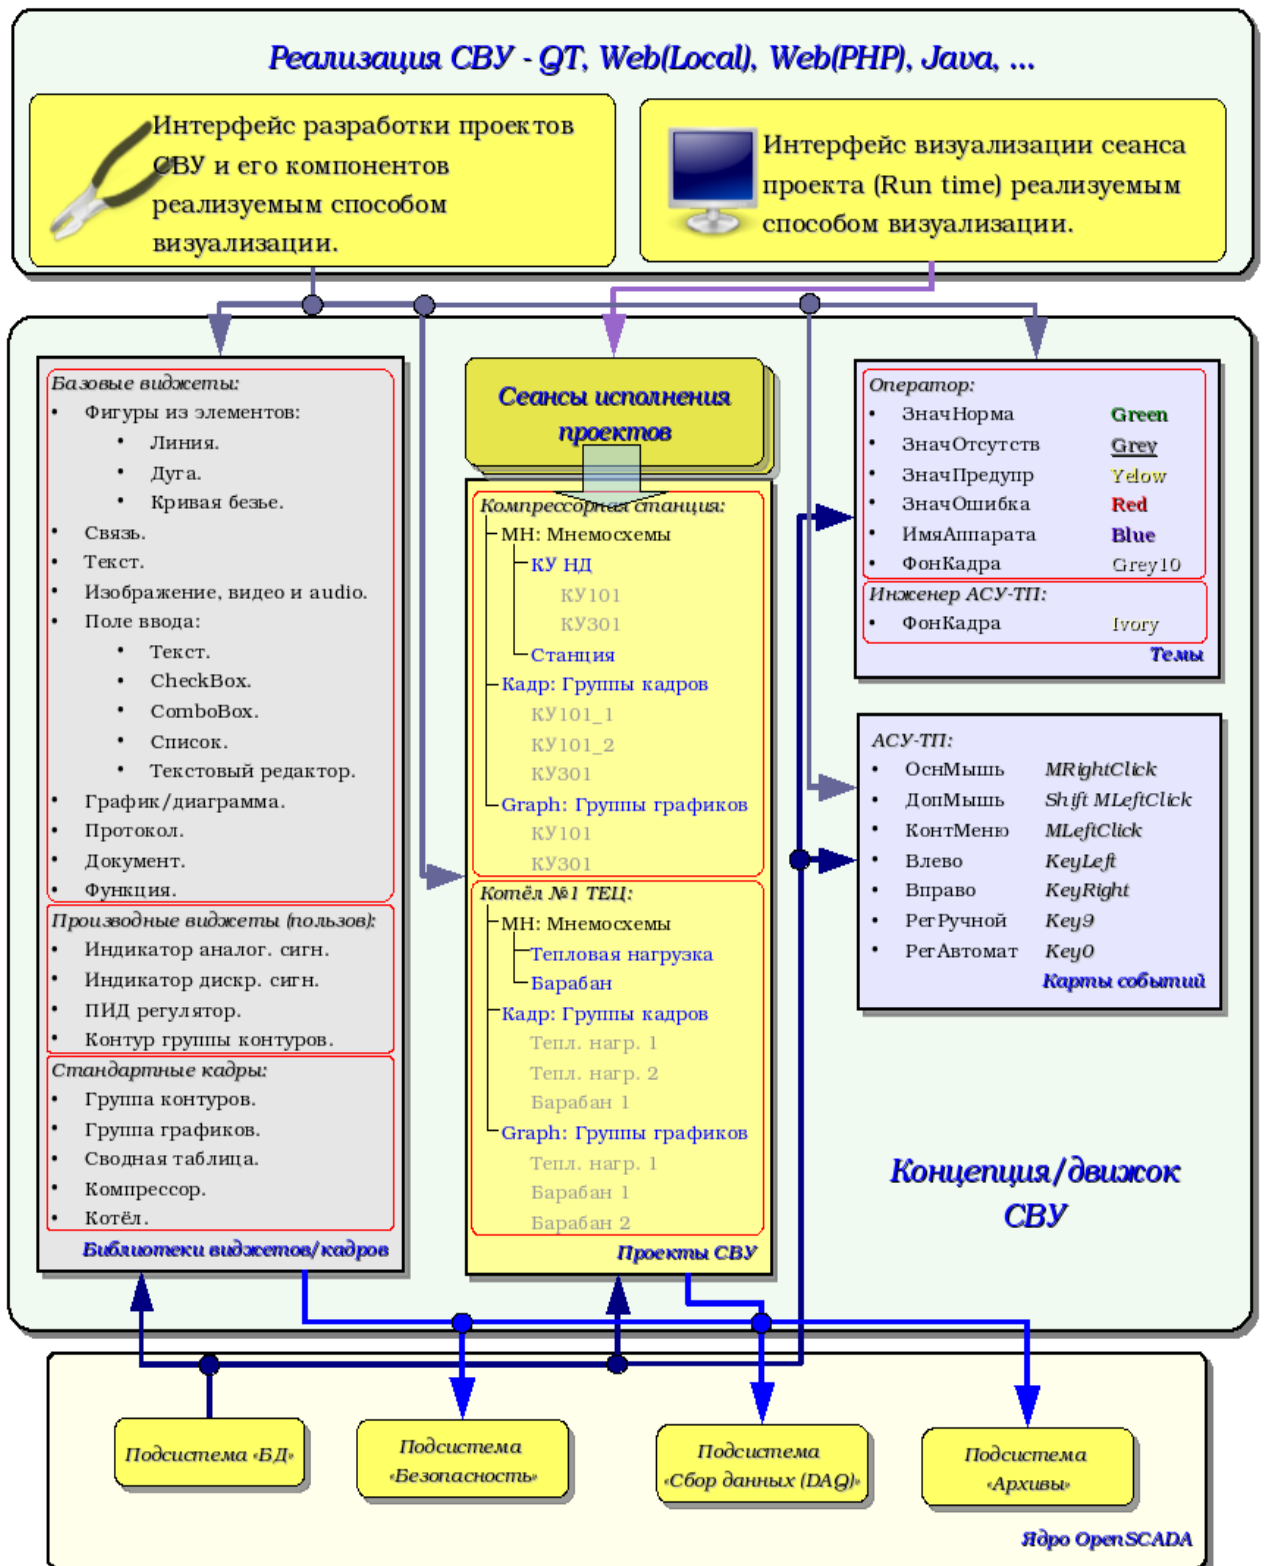 Реализация СВУ - QT, Web(Local), Web(PHP), Java, ...
Интерфейс разработки проектов
СВУ и его компонентов
реализуемым способом
визуализации.
Интерфейс визуализации сеанса
проекта (Run time) реализуемым
способом визуализации.
Базовые виджеты:
• Фигуры из элементов:
• Линия.
• Дуга.
• Кривая безье.
• Связь.
• Текст.
• Изображение, видео и audio.
• Поле ввода:
• Текст.
• CheckBox.
• ComboBox.
• Список.
• Текстовый редактор.
• График/диаграмма.
• Протокол.
• Документ.
• Функция.
Производные виджеты (пользов):
• Индикатор аналог. сигн.
• Индикатор дискр. сигн.
• ПИД регулятор.
• Контур группы контуров.
Стандартные кадры:
• Группа контуров.
• Группа графиков.
• Сводная таблица.
• Компрессор.
• Котёл.
Библиотеки виджетов/кадров
Сеансы исполнения
проектов
Компрессорная станция:
МН: Мнемосхемы
КУ НД
КУ101
КУ301
Станция
Кадр: Группы кадров
КУ101_1
КУ101_2
КУ301
Graph: Группы графиков
КУ101
КУ301
Котёл №1 ТЕЦ:
МН: Мнемосхемы
Тепловая нагрузка
Барабан
Кадр: Группы кадров
Тепл. нагр. 1
Тепл. нагр. 2
Барабан 1
Graph: Группы графиков
Тепл. нагр. 1
Барабан 1
Барабан 2
Проекты СВУ
Оператор:
• ЗначНорма Green
• ЗначОтсутств Grey
• ЗначПредупр Yelow
• ЗначОшибка Red
• ИмяАппарата Blue
• ФонКадра Grey10
Инженер АСУ-ТП:
• ФонКадра Ivory
Темы
АСУ-ТП:
• ОснМышь MRightClick
• ДопМышь Shift MLeftClick
• КонтМеню MLeftClick
• Влево KeyLeft
• Вправо KeyRight
• РегРучной Key9
• РегАвтомат Key0
Карты событий
Концепция/движок
СВУ
Подсистема «БД»
Подсистема
«Безопасность»
Подсистема
«Сбор данных (DAQ)»
Подсистема
«Архивы»
Ядро OpenSCADA